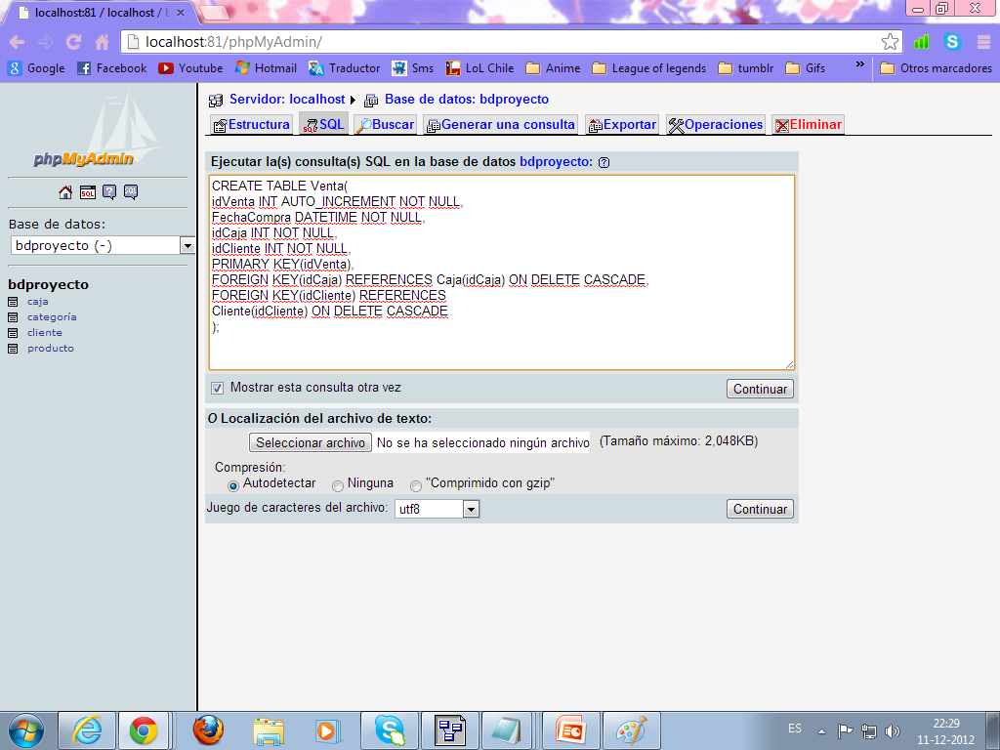 localhost:81 / localhost / b
localhost:81/phpMyAdmin/
Google Facebook Youtube Hotmail Traductor Sms LoL Chile Anime League of legends tumblr Gifs » Otros marcadores
phpMyAdmin
SQL
Base de datos:
bdproyecto (-)
bdproyecto
caja
categoría
cliente
producto
Servidor: localhost Base de datos: bdproyecto
Estructura SQL Buscar Generar una consulta Exportar Operaciones Eliminar
Ejecutar la(s) consulta(s) SQL en la base de datos bdproyecto:
CREATE TABLE Venta(
idVenta INT AUTO_INCREMENT NOT NULL,
FechaCompra DATETIME NOT NULL,
idCaja INT NOT NULL,
idCliente INT NOT NULL,
PRIMARY KEY(idVenta),
FOREIGN KEY(idCaja) REFERENCES Caja(idCaja) ON DELETE CASCADE,
FOREIGN KEY(idCliente) REFERENCES
Cliente(idCliente) ON DELETE CASCADE
);
Mostrar esta consulta otra vez Continuar
O Localización del archivo de texto:
Seleccionar archivo No se ha seleccionado ningún archivo (Tamaño máximo: 2,048KB)
Compresión:
Autodetectar Ninguna "Comprimido con gzip"
Juego de caracteres del archivo: utf8 Continuar
ES 22:29
11-12-2012